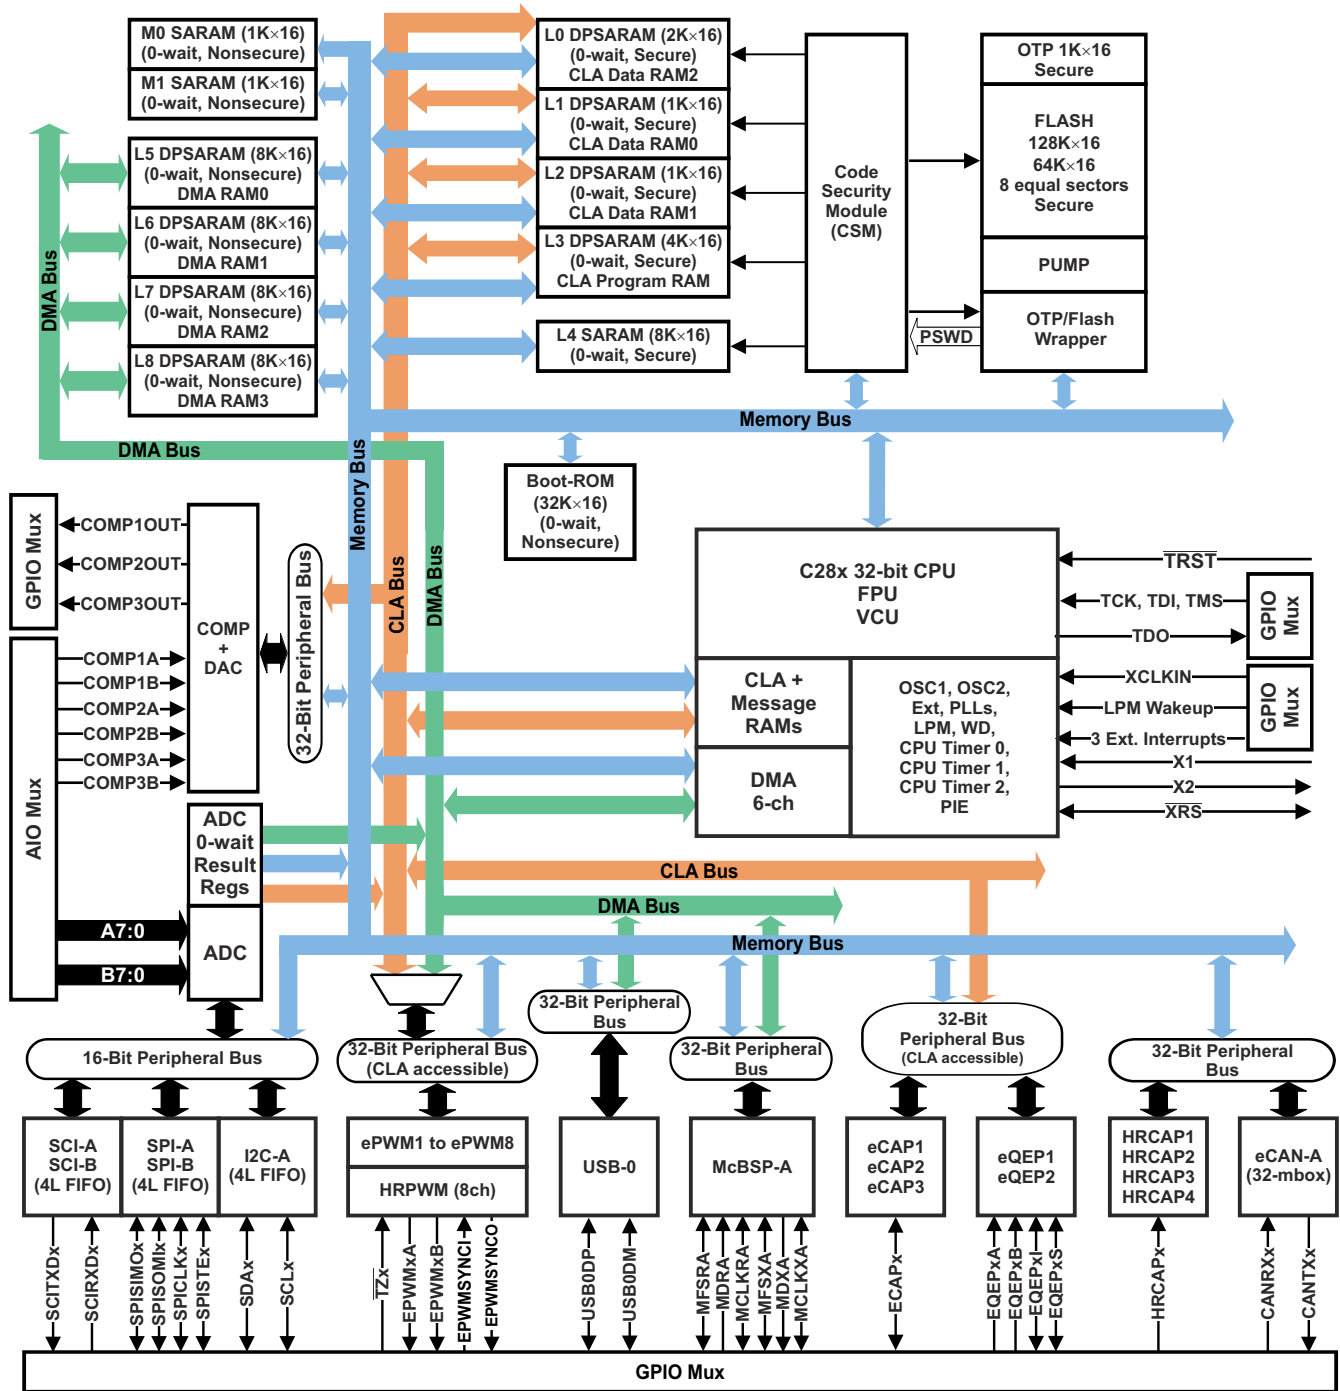 M0 SARAM (1K×16)
(0-wait, Nonsecure)
M1 SARAM (1K×16)
(0-wait, Nonsecure)
L5 DPSARAM (8K×16)
(0-wait, Nonsecure)
DMA RAM0
L6 DPSARAM (8K×16)
(0-wait, Nonsecure)
DMA RAM1
L7 DPSARAM (8K×16)
(0-wait, Nonsecure)
DMA RAM2
L8 DPSARAM (8K×16)
(0-wait, Nonsecure)
DMA RAM3
DMA Bus
DMA Bus
L0 DPSARAM (2K×16)
(0-wait, Secure)
CLA Data RAM2
L1 DPSARAM (1K×16)
(0-wait, Secure)
CLA Data RAM0
L2 DPSARAM (1K×16)
(0-wait, Secure)
CLA Data RAM1
L3 DPSARAM (4K×16)
(0-wait, Secure)
CLA Program RAM
L4 SARAM (8K×16)
(0-wait, Secure)
Code
Security
Module
(CSM)
OTP 1K×16
Secure
FLASH
128K×16
64K×16
8 equal sectors
Secure
PUMP
OTP/Flash
Wrapper
PSWD
Memory Bus
Memory Bus
CLA Bus
DMA Bus
Boot-ROM
(32K×16)
(0-wait,
Nonsecure)
GPIO Mux
COMP1OUT
COMP2OUT
COMP3OUT
COMP
+
DAC
32-Bit Peripheral Bus
AIO Mux
COMP1A
COMP1B
COMP2A
COMP2B
COMP3A
COMP3B
ADC
0-wait
Result
Regs
ADC
A7:0
B7:0
C28x 32-bit CPU
FPU
VCU
CLA +
Message
RAMs
DMA
6-ch
OSC1, OSC2,
Ext, PLLs,
LPM, WD,
CPU Timer 0,
CPU Timer 1,
CPU Timer 2,
PIE
TRST
TCK, TDI, TMS
TDO
GPIO
Mux
XCLKIN
LPM Wakeup
3 Ext. Interrupts
GPIO
Mux
X1
X2
XRS
CLA Bus
DMA Bus
Memory Bus
16-Bit Peripheral Bus
32-Bit Peripheral Bus
(CLA accessible)
32-Bit Peripheral
Bus
32-Bit Peripheral
Bus
32-Bit
Peripheral Bus
(CLA accessible)
32-Bit Peripheral
Bus
SCI-A
SCI-B
(4L FIFO)
SPI-A
SPI-B
(4L FIFO)
I2C-A
(4L FIFO)
ePWM1 to ePWM8
HRPWM (8ch)
USB-0
McBSP-A
eCAP1
eCAP2
eCAP3
eQEP1
eQEP2
HRCAP1
HRCAP2
HRCAP3
HRCAP4
eCAN-A
(32-mbox)
SCITXDx
SCIRXDx
SPISIMOx
SPISOMIx
SPICLKx
SPISTEx
SDAx
SCLx
TZx
EPWMxA
EPWMxB
EPWMSYNCI
EPWMSYNCO
USB0DP
USB0DM
MFSRA
MDRA
MCLKRA
MFSXA
MDXA
MCLKXA
ECAPx
EQEPxA
EQEPxB
EQEPxI
EQEPxS
HRCAPx
CANRXx
CANTXx
GPIO Mux